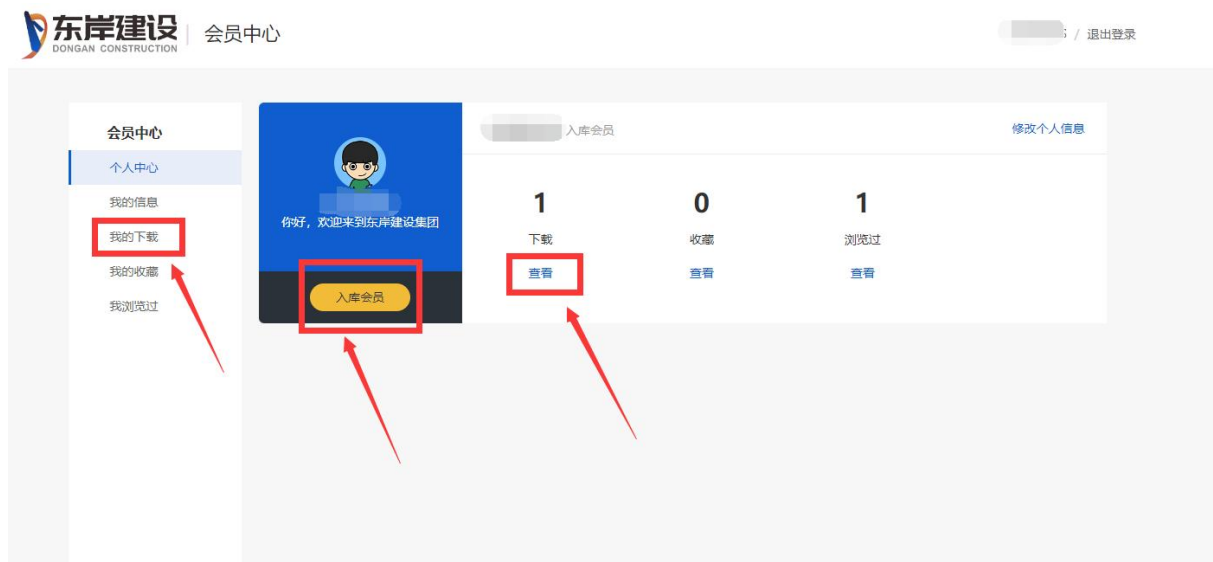 东岸建设
DONGAN CONSTRUCTION
会员中心
/ 退出登录
会员中心
个人中心
我的信息
我的下载
我的收藏
我浏览过
你好，欢迎来到东岸建设集团
入库会员
入库会员
修改个人信息
1
0
1
下载
收藏
浏览过
查看
查看
查看